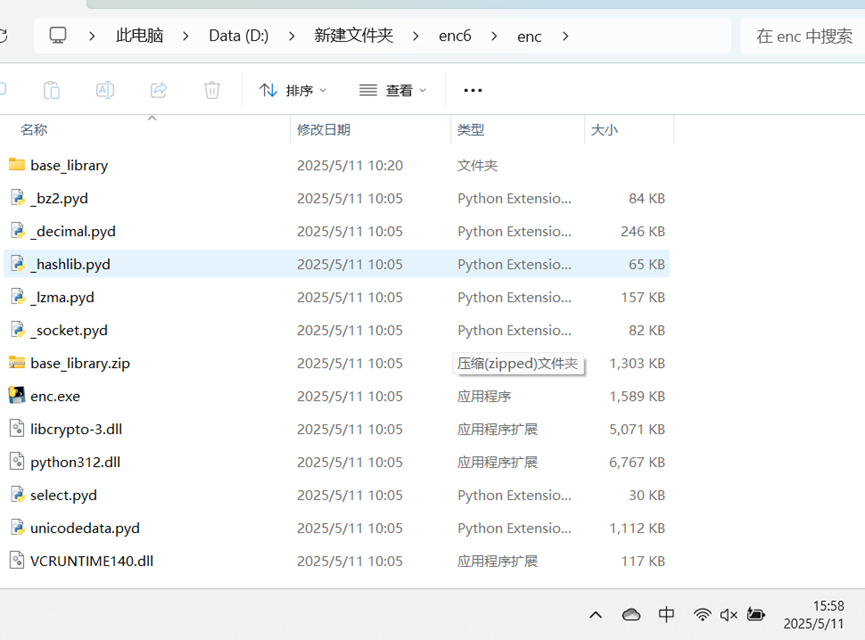 此电脑 Data (D:) 新建文件夹 enc6 enc 在 enc 中搜索
排序 查看
名称 修改日期 类型 大小
base_library 2025/5/11 10:20 文件夹
_bz2.pyd 2025/5/11 10:05 Python Extensio... 84 KB
_decimal.pyd 2025/5/11 10:05 Python Extensio... 246 KB
_hashlib.pyd 2025/5/11 10:05 Python Extensio... 65 KB
_lzma.pyd 2025/5/11 10:05 Python Extensio... 157 KB
_socket.pyd 2025/5/11 10:05 Python Extensio... 82 KB
base_library.zip 2025/5/11 10:05 压缩(zipped)文件夹 1,303 KB
enc.exe 2025/5/11 10:05 应用程序 1,589 KB
libcrypto-3.dll 2025/5/11 10:05 应用程序扩展 5,071 KB
python312.dll 2025/5/11 10:05 应用程序扩展 6,767 KB
select.pyd 2025/5/11 10:05 Python Extensio... 30 KB
unicodedata.pyd 2025/5/11 10:05 Python Extensio... 1,112 KB
VCRUNTIME140.dll 2025/5/11 10:05 应用程序扩展 117 KB
中 15:58
2025/5/11